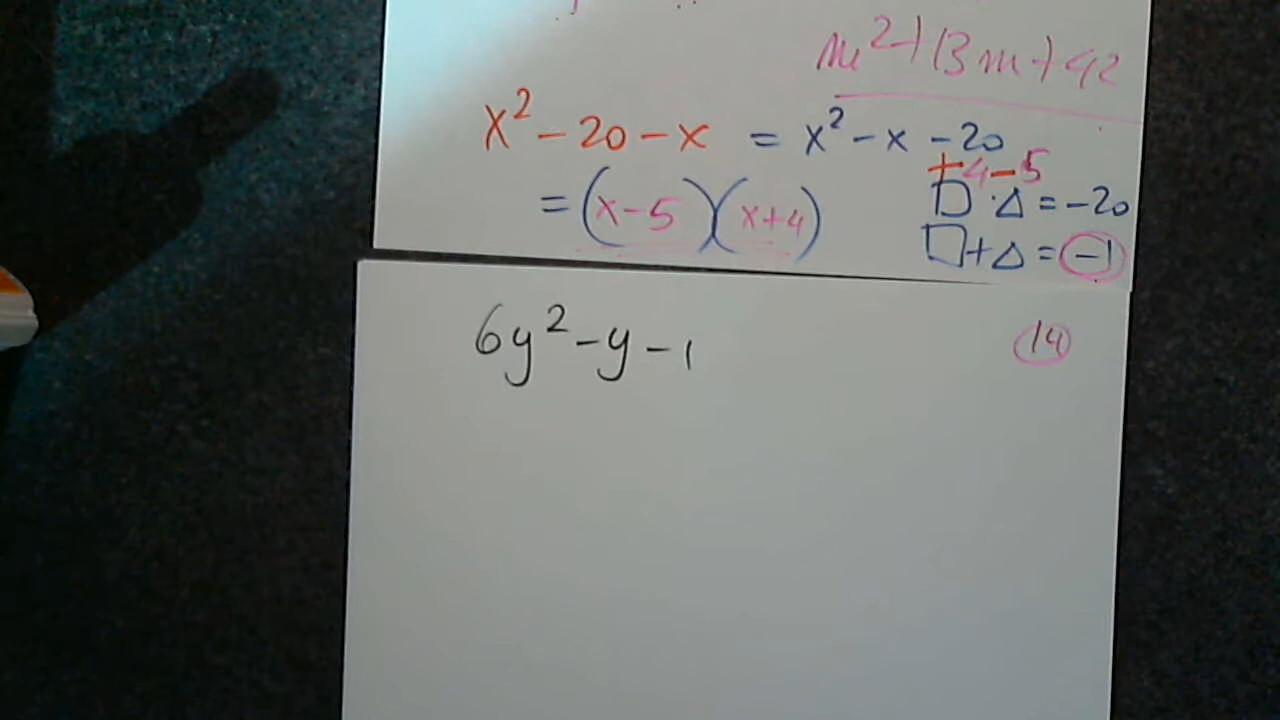 m²+13m+42
x² - 20 - x = x² - x - 20
+4 -5
= (x-5)(x+4) □ · △ = -20
□ + △ = -1
6y² - y - 1
14